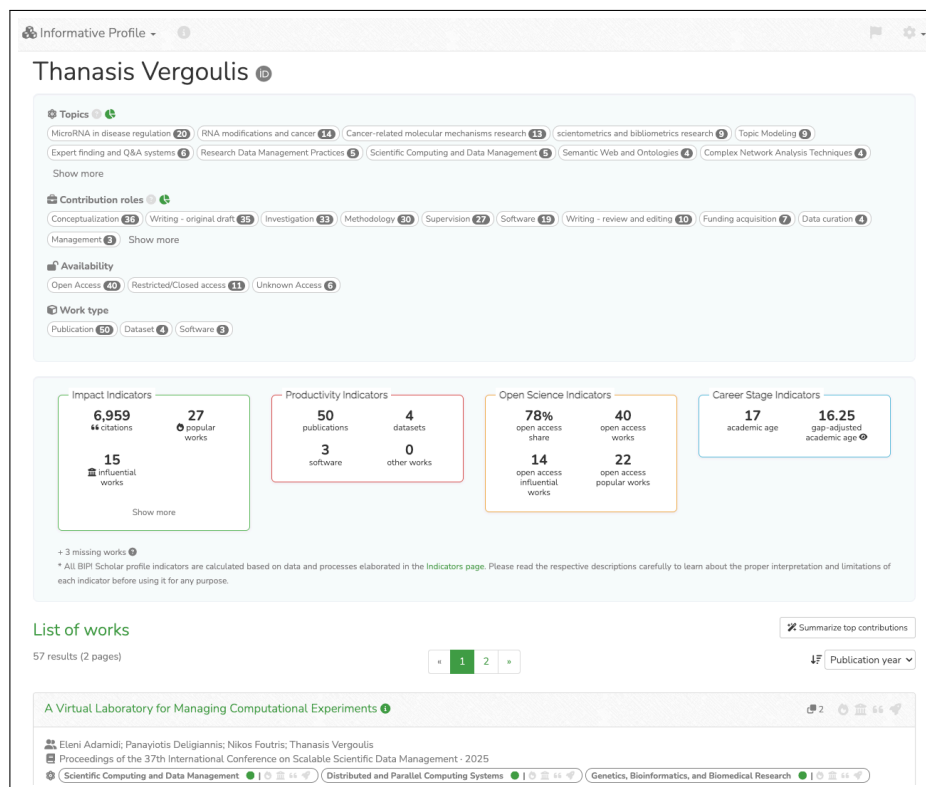 Informative Profile
Thanasis Vergoulis iD
Topics
MicroRNA in disease regulation 20 RNA modifications and cancer 14 Cancer-related molecular mechanisms research 13 scientometrics and bibliometrics research 9 Topic Modeling 9
Expert finding and Q&A systems 6 Research Data Management Practices 5 Scientific Computing and Data Management 5 Semantic Web and Ontologies 4 Complex Network Analysis Techniques 4
Show more
Contribution roles
Conceptualization 36 Writing - original draft 35 Investigation 33 Methodology 30 Supervision 27 Software 19 Writing - review and editing 10 Funding acquisition 7 Data curation 4
Management 3 Show more
Availability
Open Access 40 Restricted/Closed access 11 Unknown Access 6
Work type
Publication 50 Dataset 4 Software 3
Impact Indicators
6,959
citations
27
popular
works
15
influential
works
Show more
Productivity Indicators
50
publications
4
datasets
3
software
0
other works
Open Science Indicators
78%
open access
share
40
open access
works
14
open access
influential
works
22
open access
popular works
Career Stage Indicators
17
academic age
16.25
gap-adjusted
academic age
+ 3 missing works
* All BIP! Scholar profile indicators are calculated based on data and processes elaborated in the Indicators page. Please read the respective descriptions carefully to learn about the proper interpretation and limitations of
each indicator before using it for any purpose.
List of works
Summarize top contributions
57 results (2 pages)
« 1 2 »
Publication year
A Virtual Laboratory for Managing Computational Experiments
2
Eleni Adamidi; Panayiotis Deligiannis; Nikos Foutris; Thanasis Vergoulis
Proceedings of the 37th International Conference on Scalable Scientific Data Management · 2025
Scientific Computing and Data Management | Distributed and Parallel Computing Systems | Genetics, Bioinformatics, and Biomedical Research |